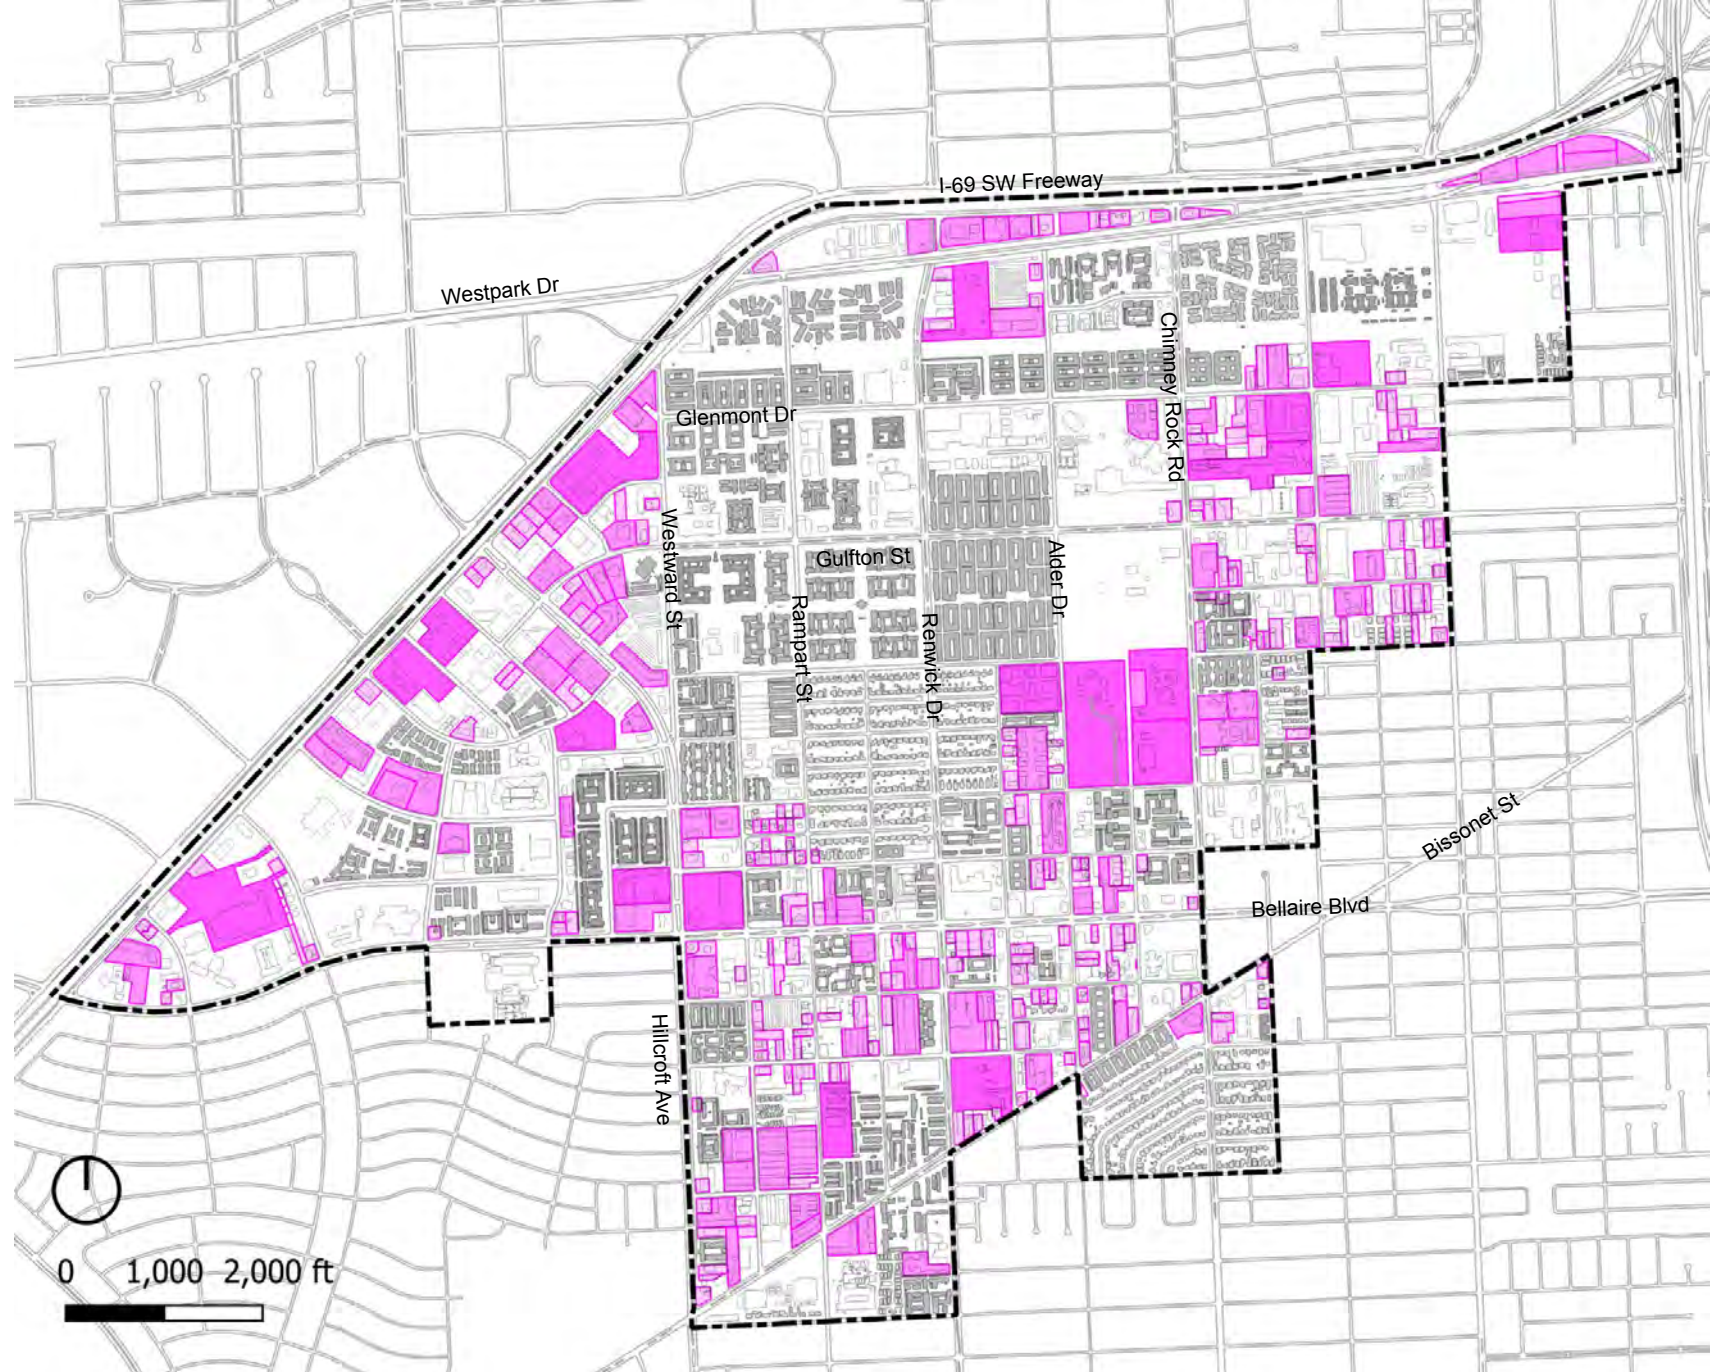 I-69 SW Freeway
Westpark Dr
Chimney Rock Rd
Glenmont Dr
Westward St
Gulfton St
Alder Dr
Rampart St
Renwick Dr
Bissonet St
Bellaire Blvd
Hillcroft Ave
0 1,000 2,000 ft